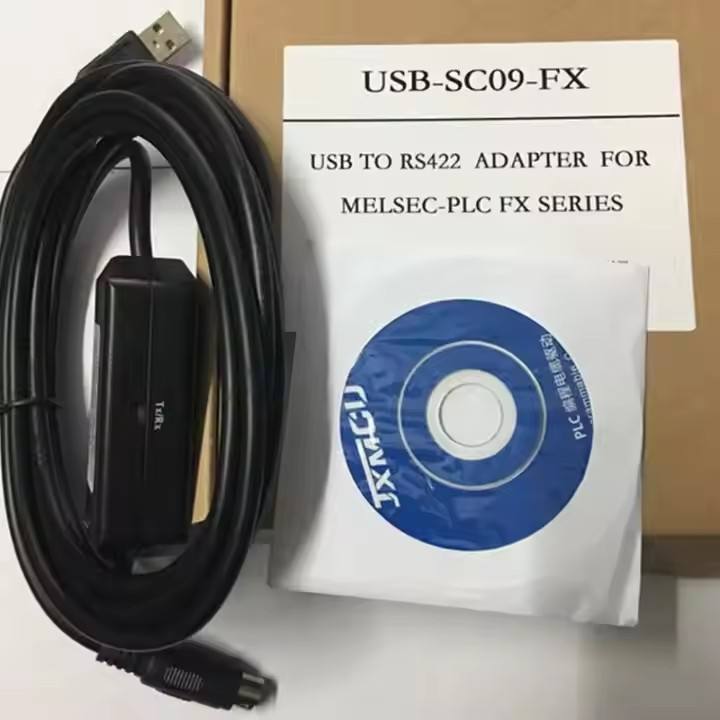 USB-SC09-FX
USB TO RS422 ADAPTER FOR
MELSEC-PLC FX SERIES
Tx/Rx
JXMCU
PLC 编程电缆驱动